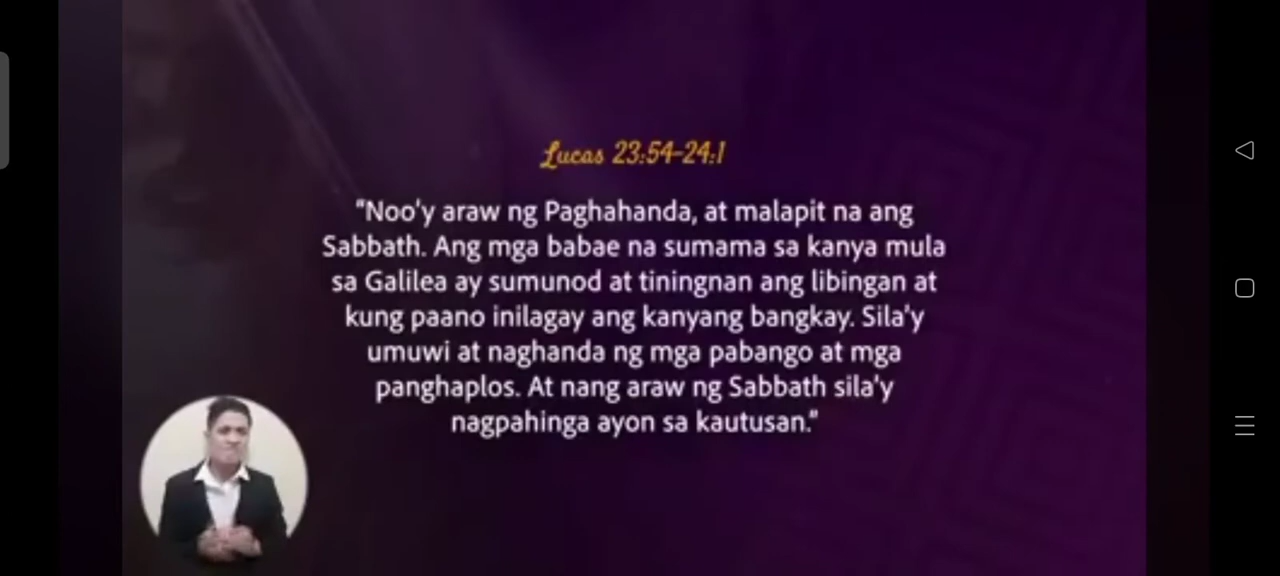 Lucas 23:54-24:1
"Noo'y araw ng Paghahanda, at malapit na ang
Sabbath. Ang mga babae na sumama sa kanya mula
sa Galilea ay sumunod at tiningnan ang libingan at
kung paano inilagay ang kanyang bangkay. Sila'y
umuwi at naghanda ng mga pabango at mga
panghaplos. At nang araw ng Sabbath sila'y
nagpahinga ayon sa kautusan."